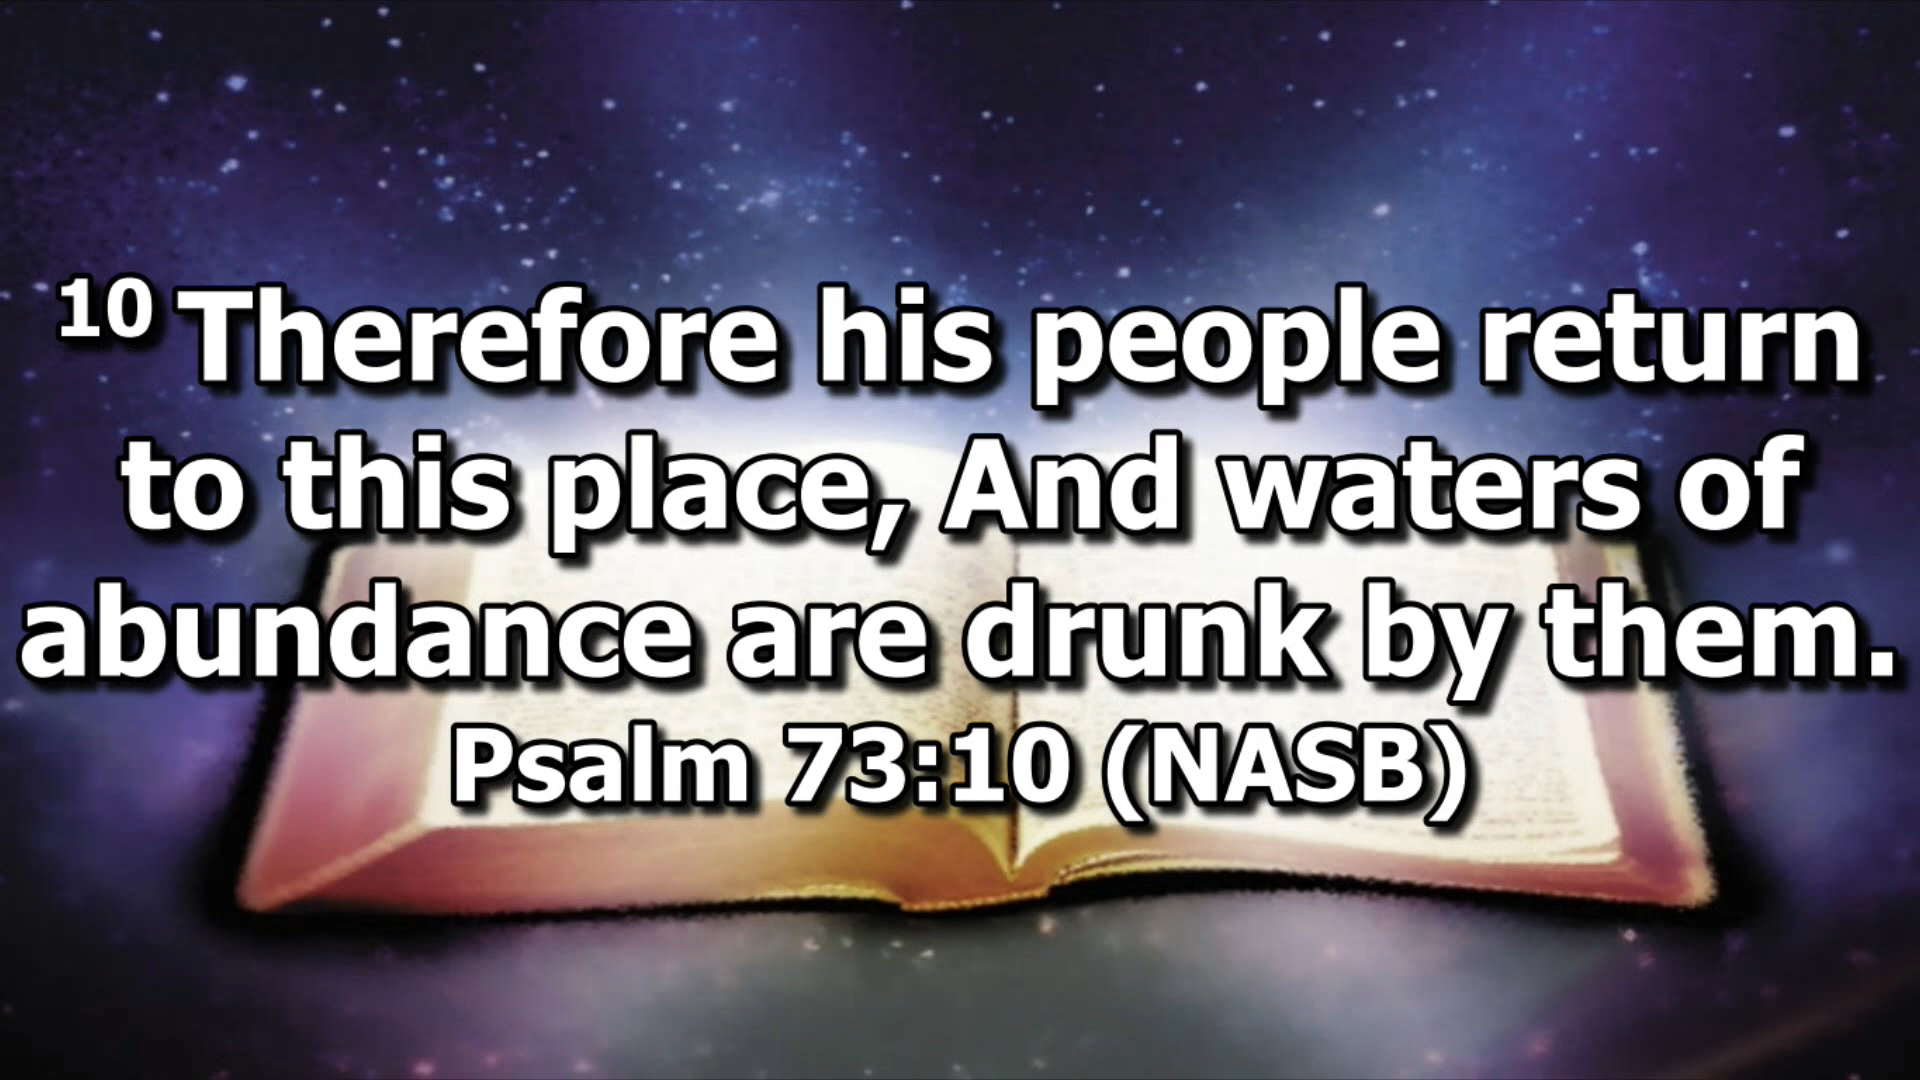 10 Therefore his people return
to this place, And waters of
abundance are drunk by them.
Psalm 73:10 (NASB)